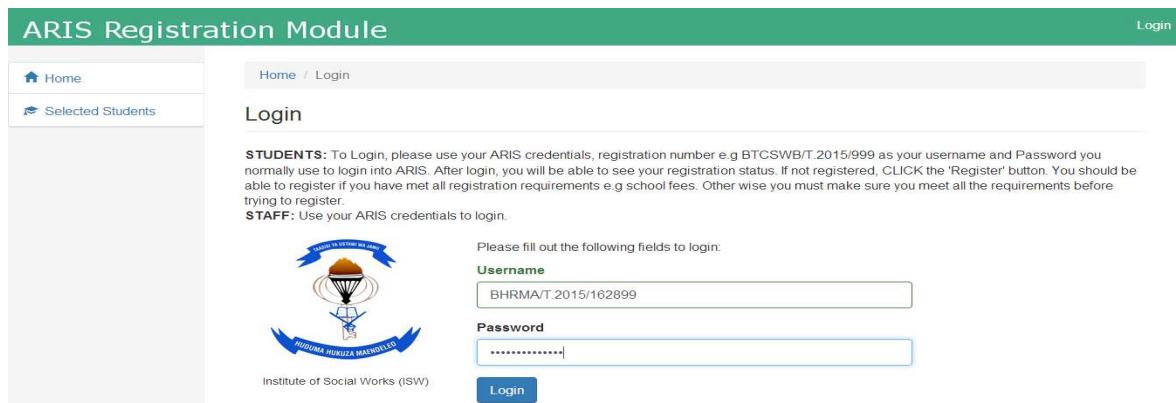 ARIS Registration Module
Login
Home
Selected Students
Home / Login
Login
STUDENTS: To Login, please use your ARIS credentials, registration number e.g BTCSWB/T.2015/999 as your username and Password you
normally use to login into ARIS. After login, you will be able to see your registration status. If not registered, CLICK the 'Register' button. You should be
able to register if you have met all registration requirements e.g school fees. Other wise you must make sure you meet all the requirements before
trying to register.
STAFF: Use your ARIS credentials to login.
TAASISI YA USTAWI WA JAMII
HUDUMA HUKUZA MAENDELEO
Institute of Social Works (ISW)
Please fill out the following fields to login:
Username
BHRMA/T.2015/162899
Password
••••••••••••••
Login